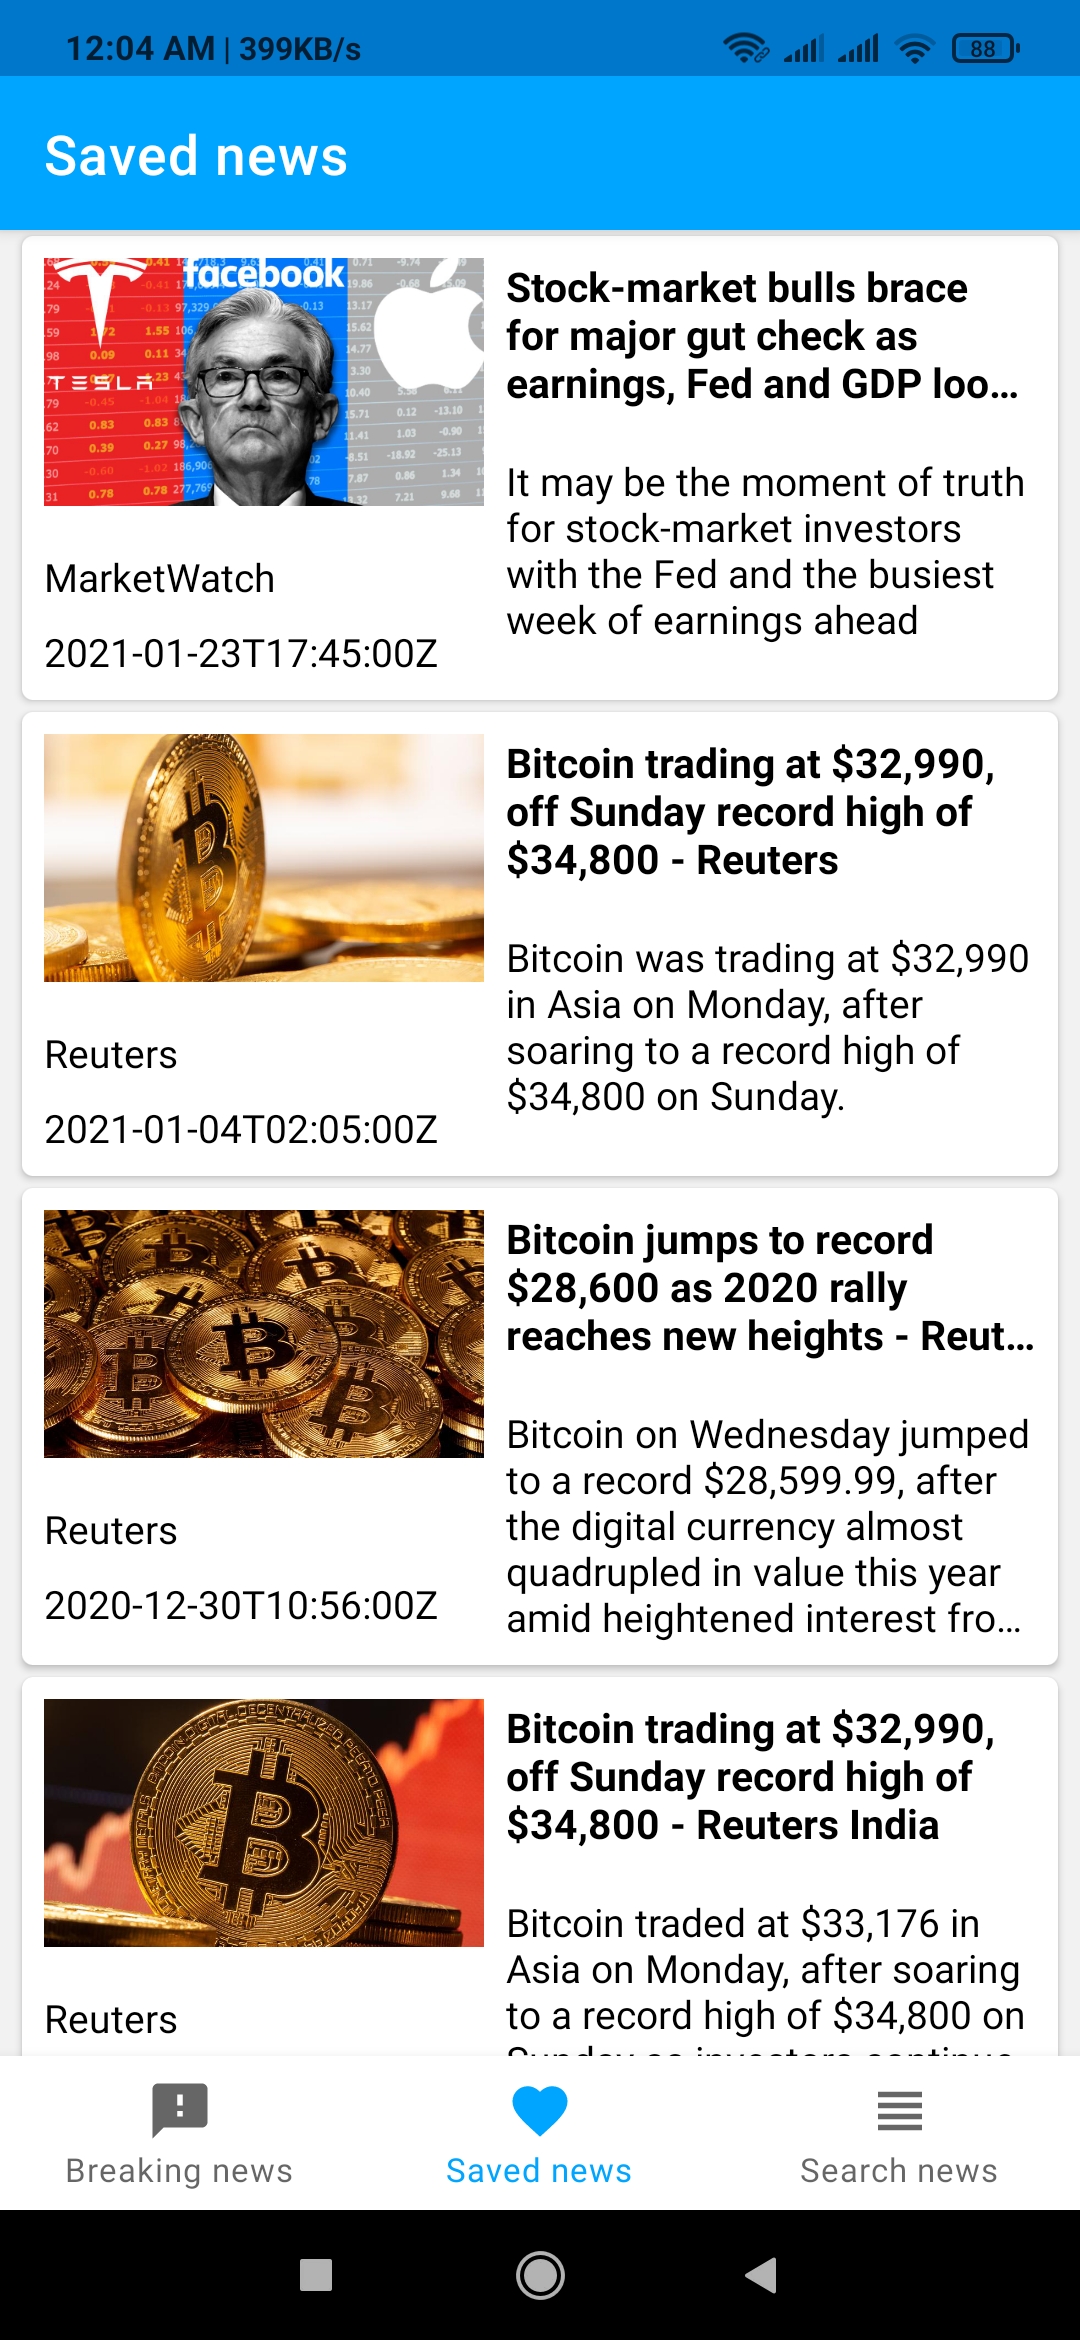 12:04 AM | 399KB/s
88
Saved news
facebook
TESLA
Stock-market bulls brace
for major gut check as
earnings, Fed and GDP loo...
It may be the moment of truth
for stock-market investors
with the Fed and the busiest
week of earnings ahead
MarketWatch
2021-01-23T17:45:00Z
Bitcoin trading at $32,990,
off Sunday record high of
$34,800 - Reuters
Bitcoin was trading at $32,990
in Asia on Monday, after
soaring to a record high of
$34,800 on Sunday.
Reuters
2021-01-04T02:05:00Z
Bitcoin jumps to record
$28,600 as 2020 rally
reaches new heights - Reut...
Bitcoin on Wednesday jumped
to a record $28,599.99, after
the digital currency almost
quadrupled in value this year
amid heightened interest fro...
Reuters
2020-12-30T10:56:00Z
Bitcoin trading at $32,990,
off Sunday record high of
$34,800 - Reuters India
Bitcoin traded at $33,176 in
Asia on Monday, after soaring
to a record high of $34,800 on
Sunday as investors continue
Reuters
Breaking news
Saved news
Search news